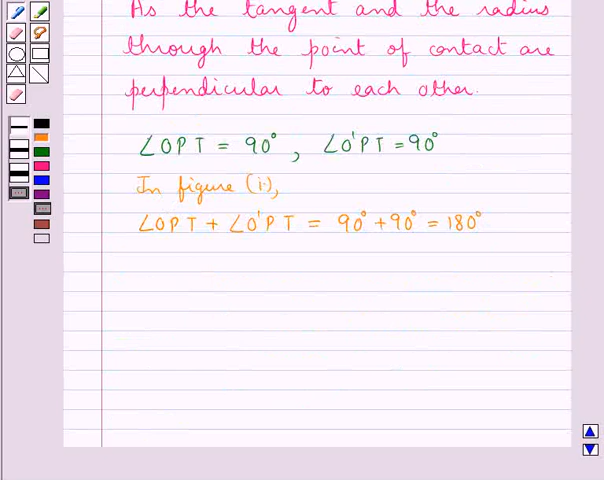 As the tangent and the radius
through the point of contact are
perpendicular to each other.
∠OPT = 90°, ∠O'PT = 90°
In figure (i),
∠OPT + ∠O'PT = 90° + 90° = 180°